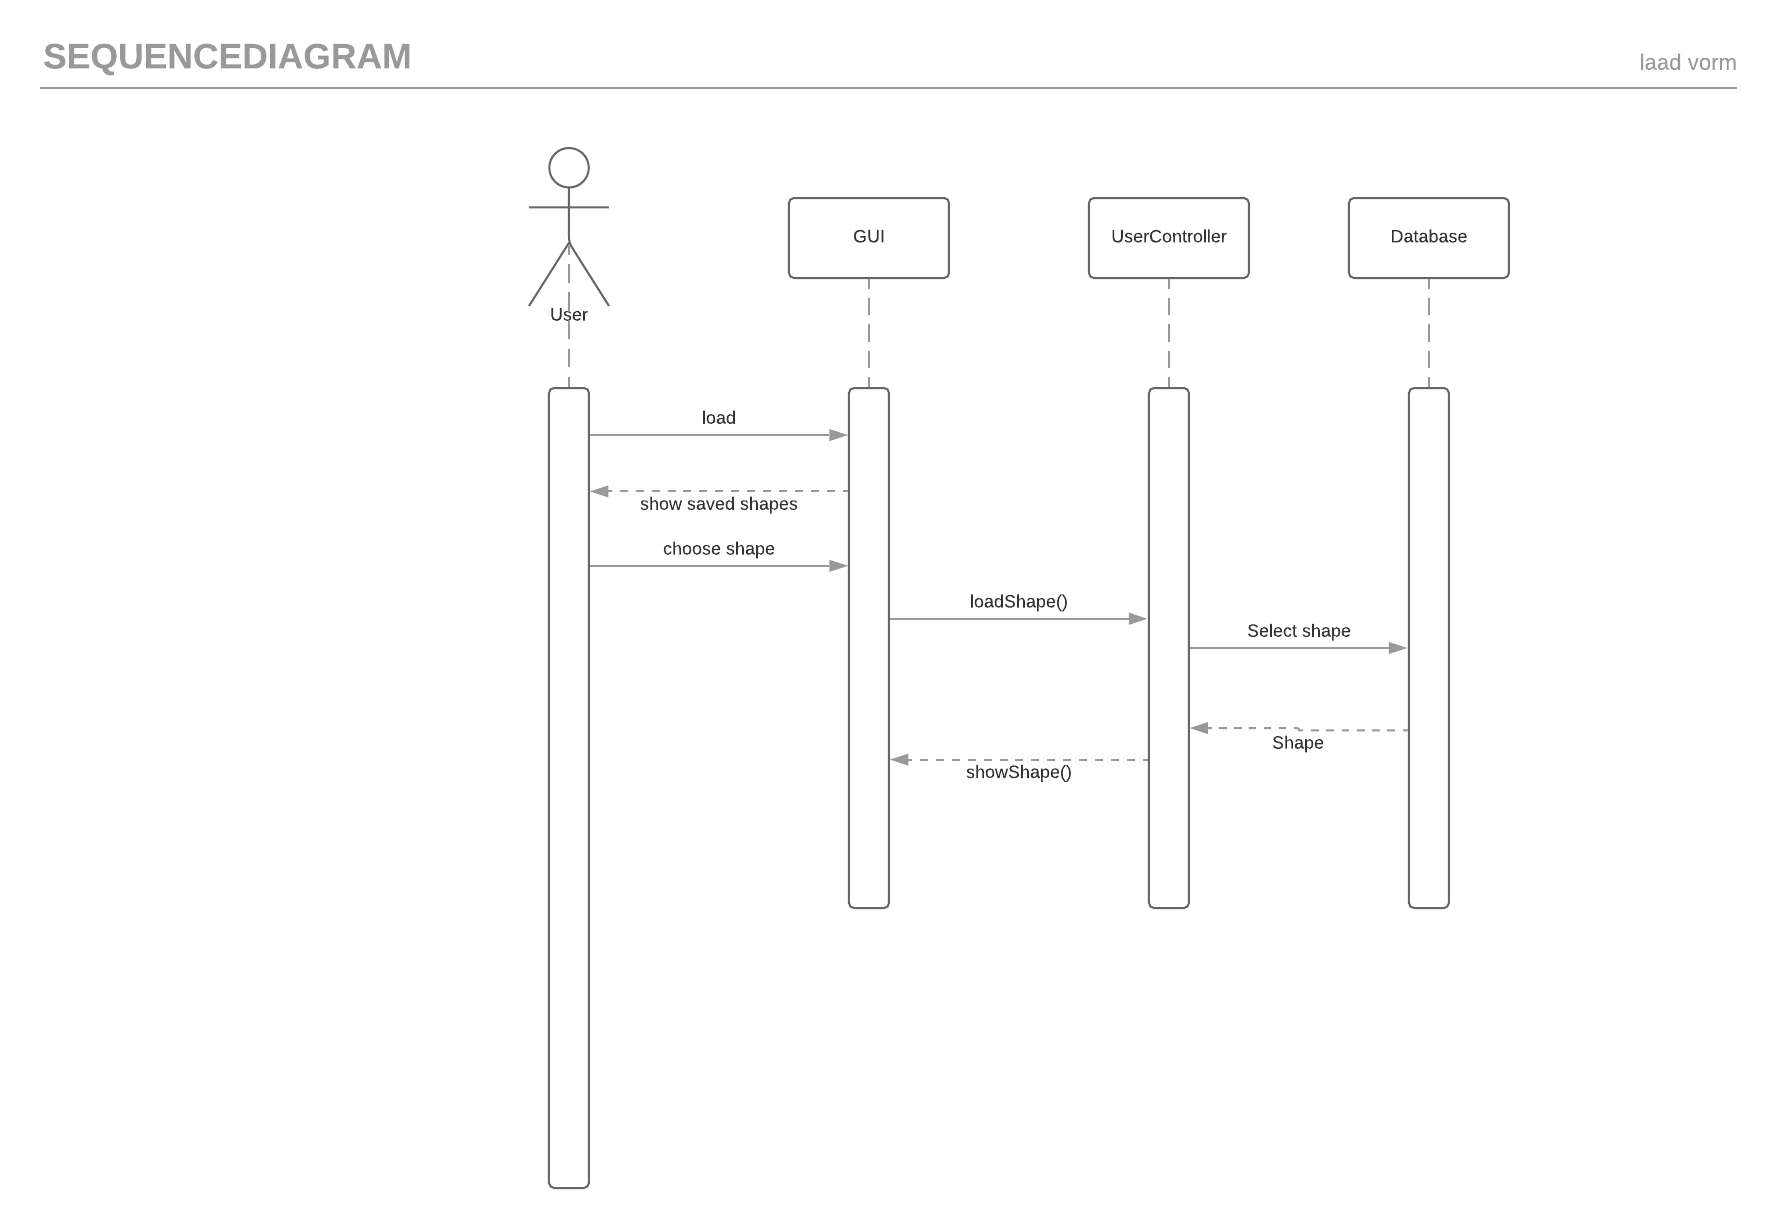 SEQUENCEDIAGRAM
laad vorm
GUI
UserController
Database
User
load
show saved shapes
choose shape
loadShape()
Select shape
Shape
showShape()